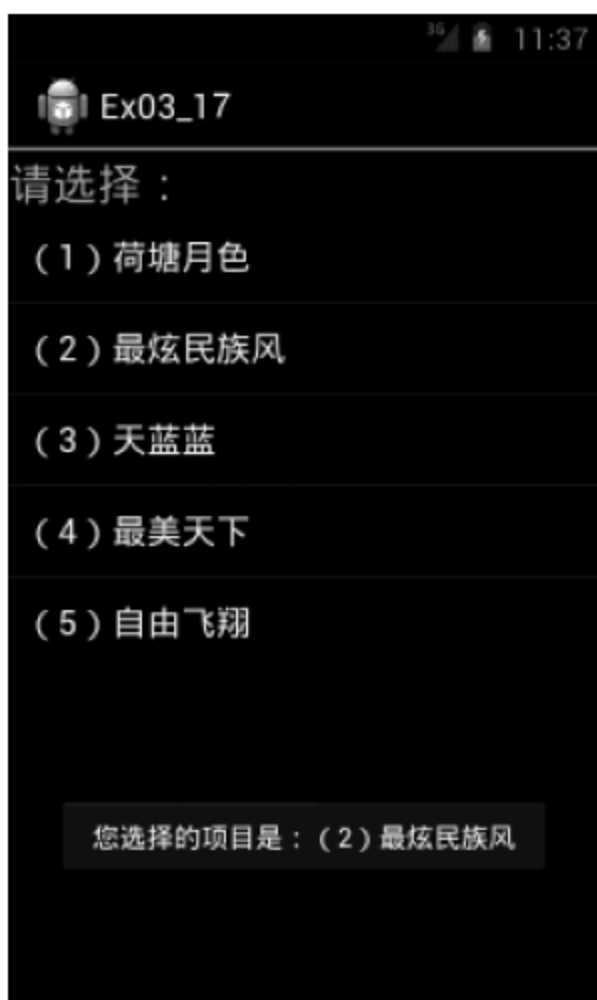 3G 11:37
Ex03_17
请选择：
（1）荷塘月色
（2）最炫民族风
（3）天蓝蓝
（4）最美天下
（5）自由飞翔
您选择的项目是：（2）最炫民族风